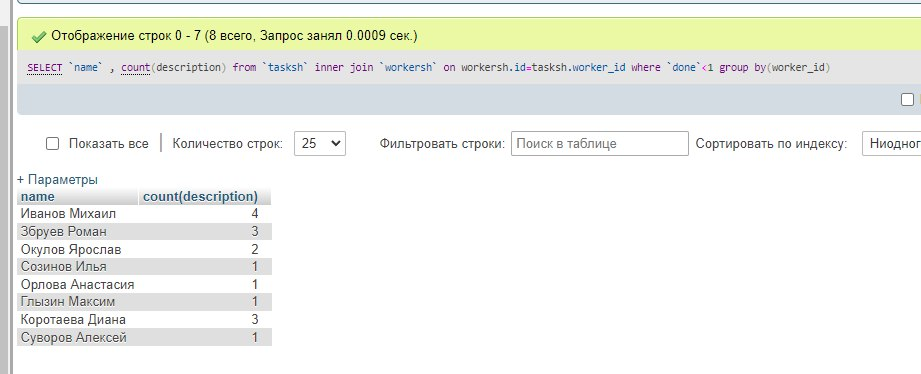 Отображение строк 0 - 7 (8 всего, Запрос занял 0.0009 сек.)
SELECT `name` , count(description) from `tasksh` inner join `workersh` on workersh.id=tasksh.worker_id where `done`<1 group by(worker_id)
Показать все Количество строк: 25 Фильтровать строки: Поиск в таблице Сортировать по индексу: Ниодног
+ Параметры
name count(description)
Иванов Михаил 4
Збруев Роман 3
Окулов Ярослав 2
Созинов Илья 1
Орлова Анастасия 1
Глызин Максим 1
Коротаева Диана 3
Суворов Алексей 1